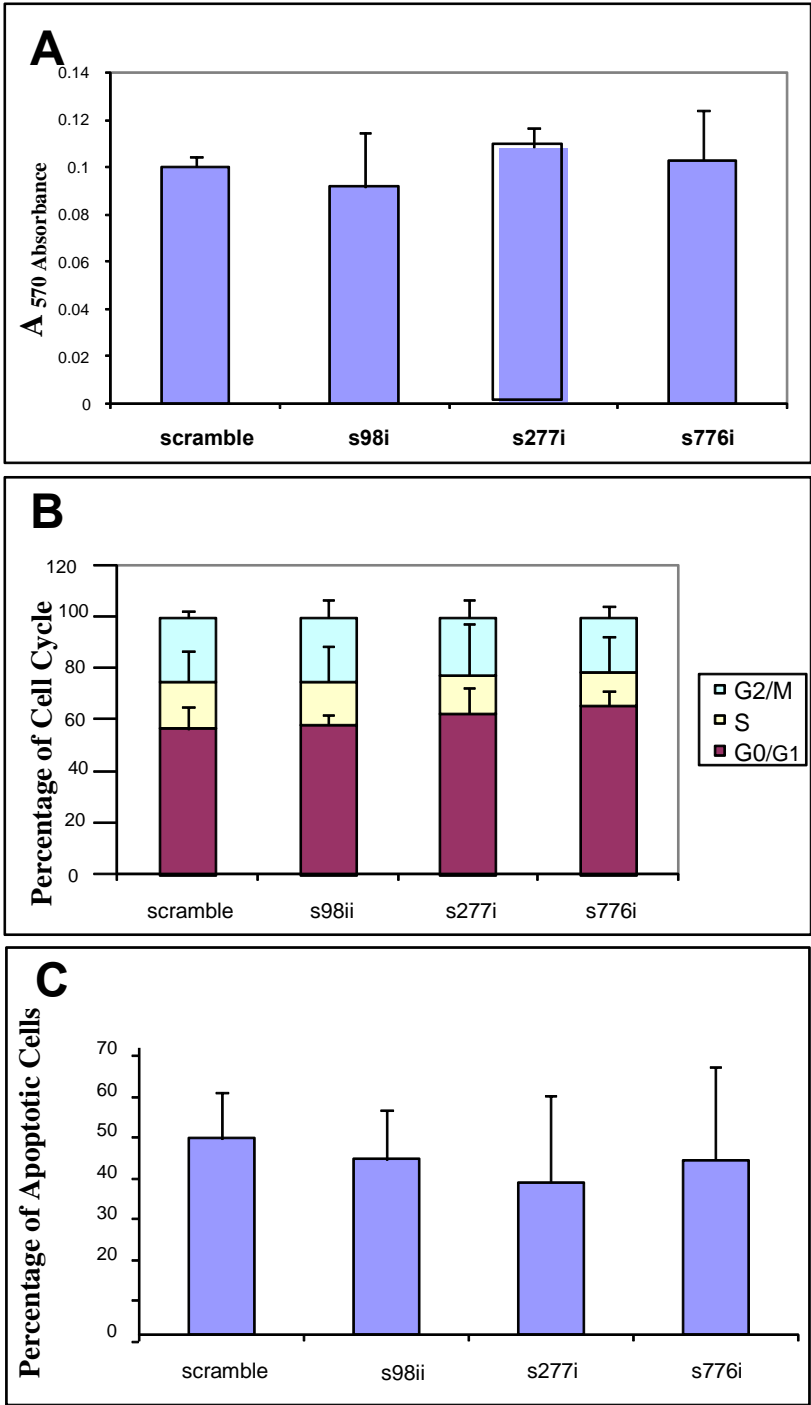 A
A 570 Absorbance
0.14
0.12
0.1
0.08
0.06
0.04
0.02
0
scramble s98i s277i s776i
B
Percentage of Cell Cycle
120
100
80
60
40
20
0
scramble s98ii s277i s776i
G2/M
S
G0/G1
C
Percentage of Apoptotic Cells
70
60
50
40
30
20
0
scramble s98ii s277i s776i